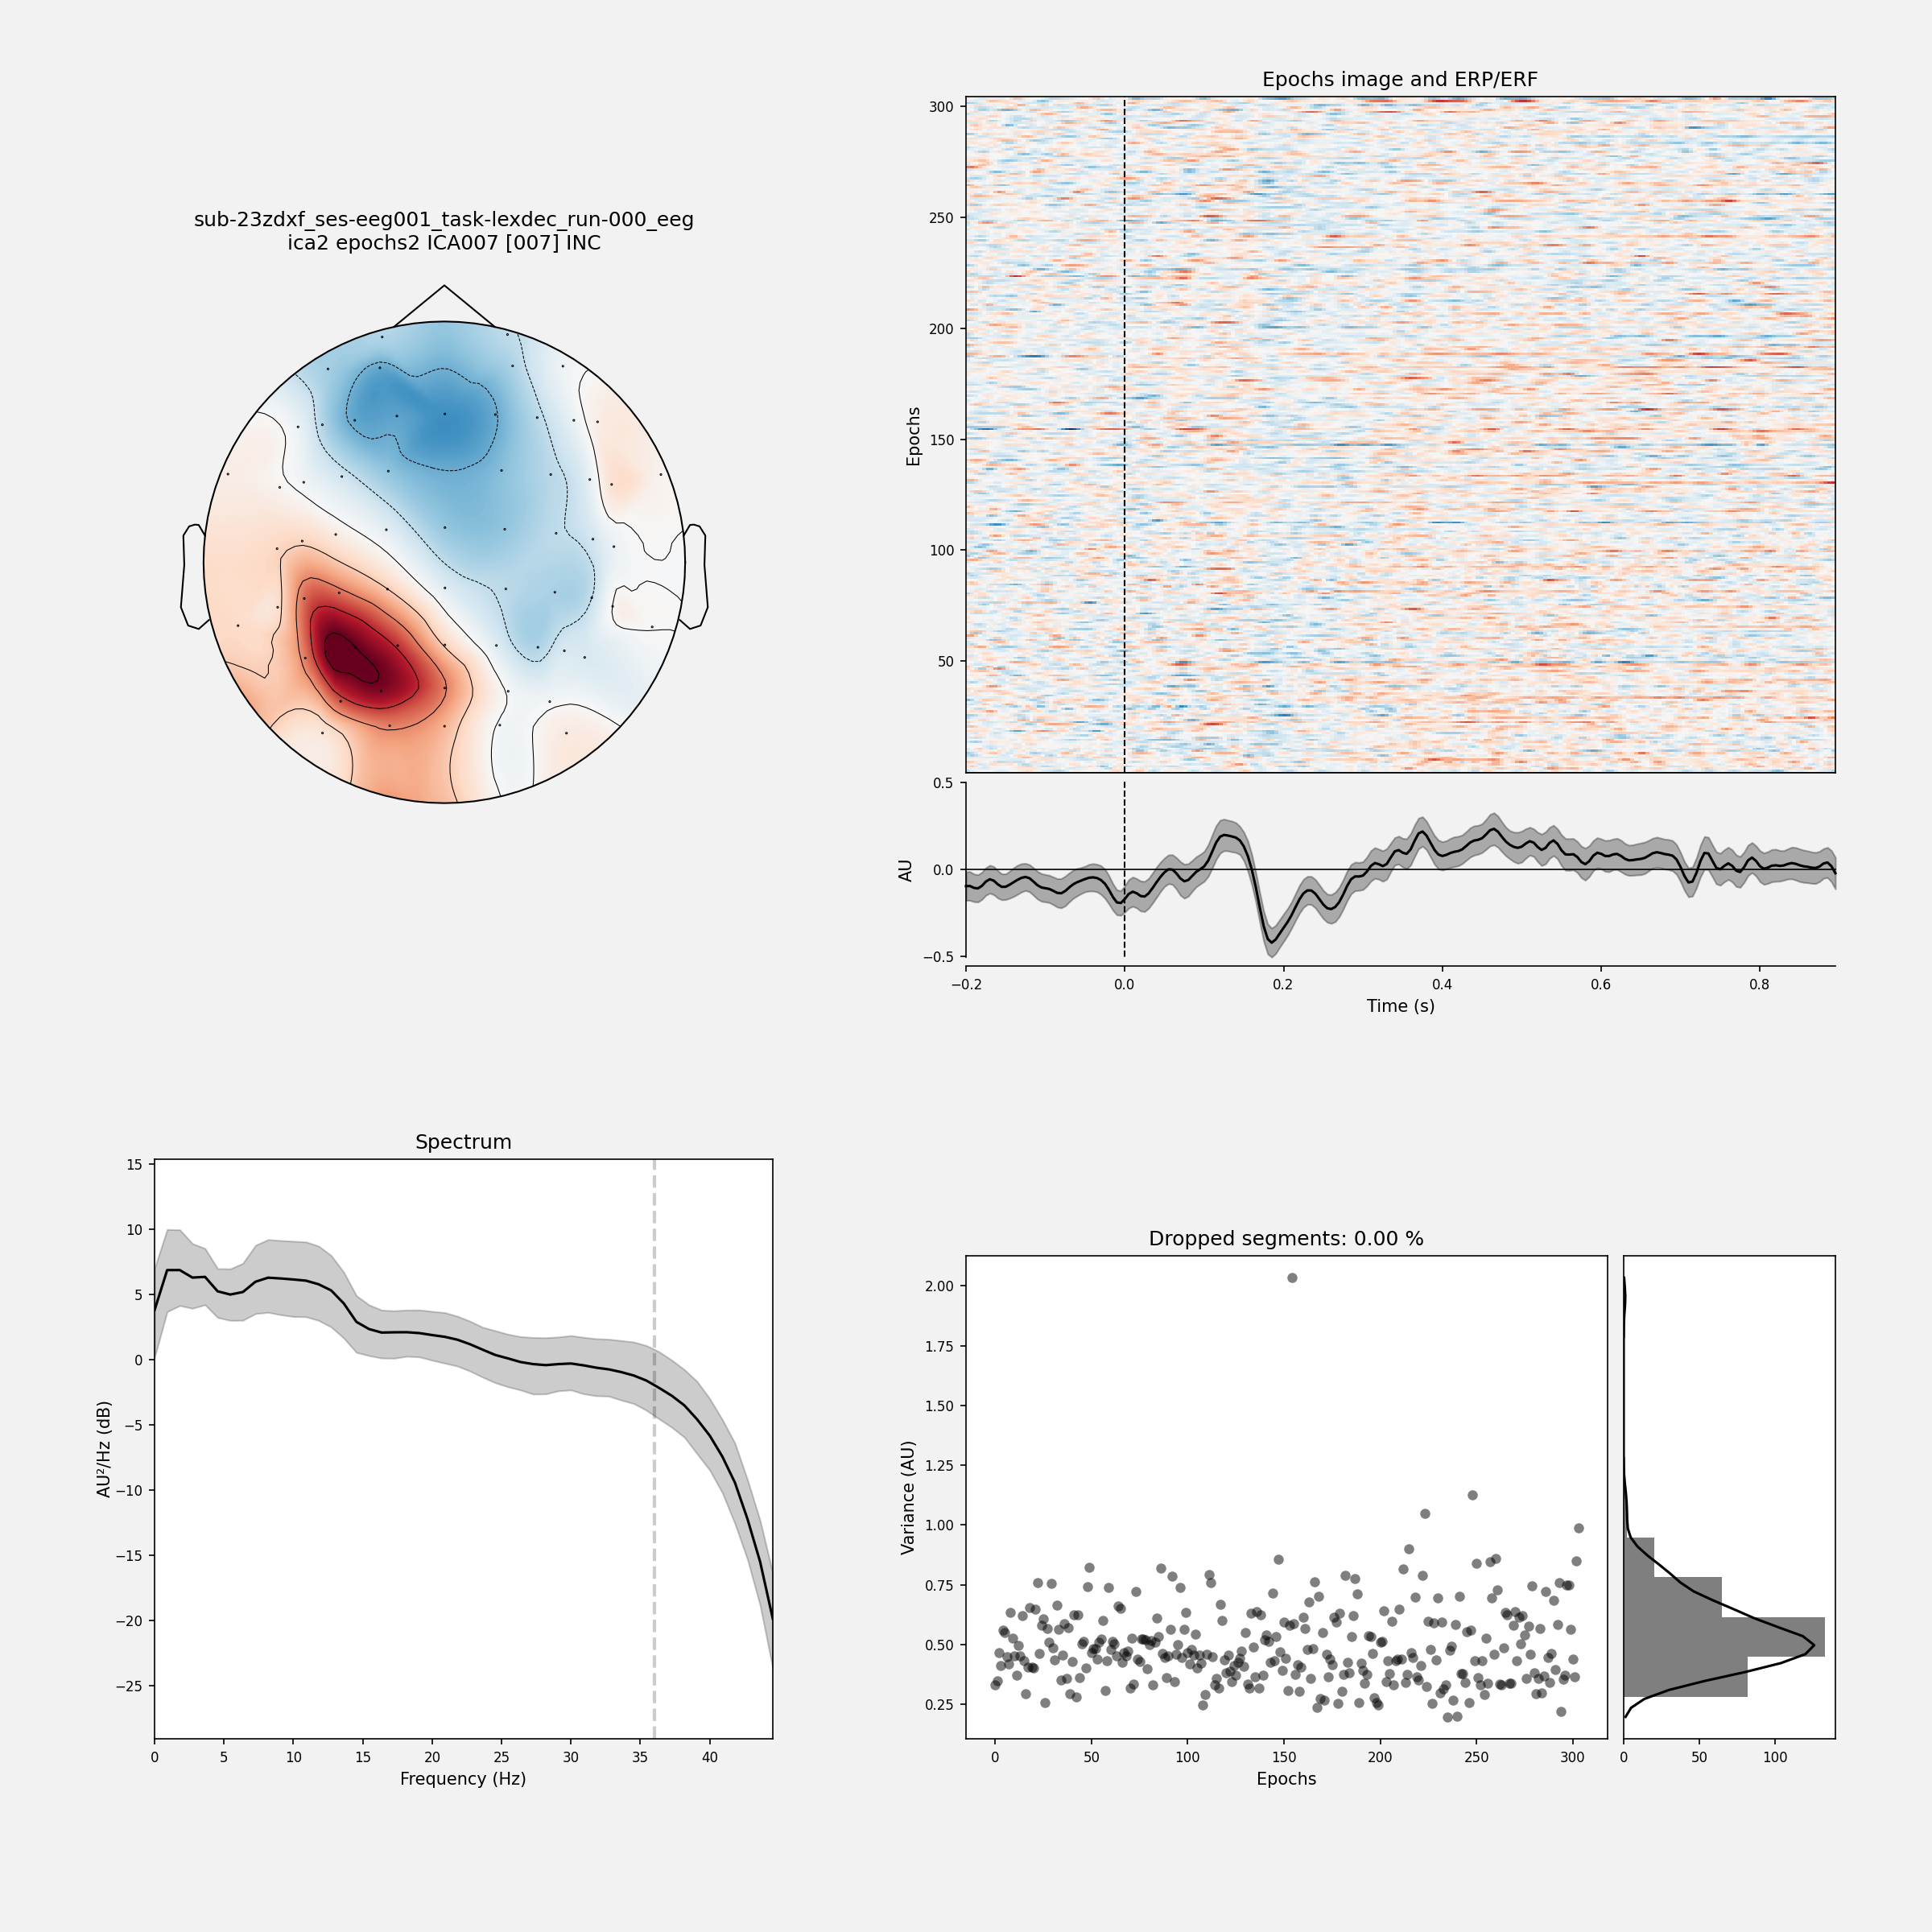 sub-23zdxf_ses-eeg001_task-lexdec_run-000_eeg
ica2 epochs2 ICA007 [007] INC
Epochs image and ERP/ERF
300
250
200
150
100
50
Epochs
0.5
0.0
−0.5
AU
−0.2 0.0 0.2 0.4 0.6 0.8
Time (s)
Spectrum
15
10
5
0
−5
−10
−15
−20
−25
AU²/Hz (dB)
0 5 10 15 20 25 30 35 40
Frequency (Hz)
Dropped segments: 0.00 %
2.00
1.75
1.50
1.25
1.00
0.75
0.50
0.25
Variance (AU)
0 50 100 150 200 250 300
Epochs
0 50 100